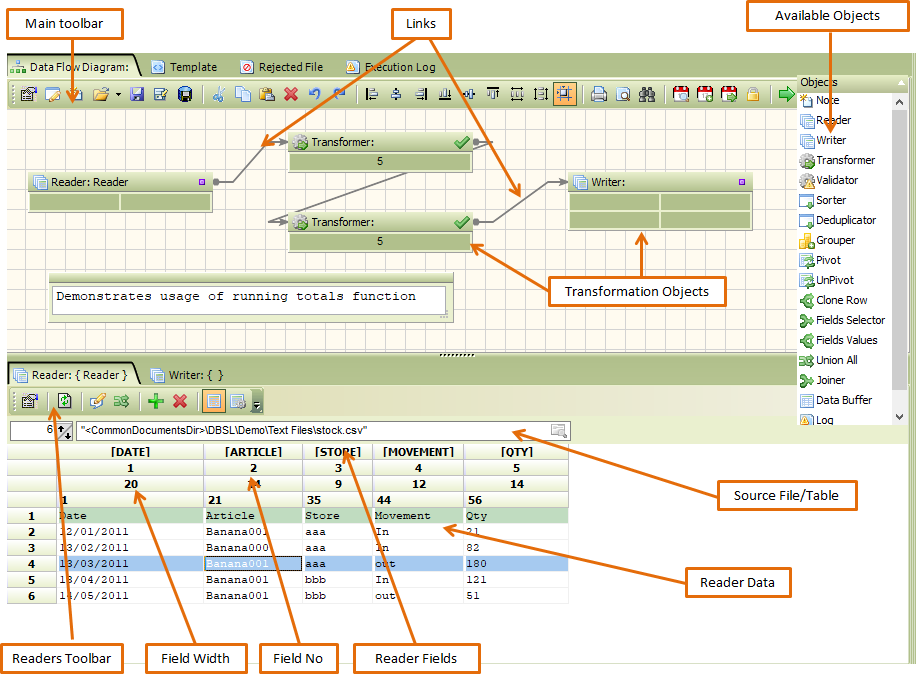 Main toolbar
Links
Available Objects
Data Flow Diagram:
Template
Rejected File
Execution Log
Objects
Note
Reader
Writer
Transformer
Validator
Sorter
Deduplicator
Grouper
Pivot
UnPivot
Clone Row
Fields Selector
Fields Values
Union All
Joiner
Data Buffer
Log
Transformer:
5
Reader: Reader
Writer:
Transformer:
5
Transformation Objects
Demonstrates usage of running totals function
Reader: { Reader }
Writer: { }
6
"<CommonDocumentsDir>\DBSL\Demo\Text Files\stock.csv"
[DATE] [ARTICLE] [STORE] [MOVEMENT] [QTY]
1 2 3 4 5
20 14 9 12 14
1 21 35 44 56
1 Date Article Store Movement Qty
2 12/01/2011 Banana001 aaa In 21
3 13/02/2011 Banana000 aaa In 82
4 13/03/2011 Banana001 aaa out 180
5 13/04/2011 Banana001 bbb In 121
6 14/05/2011 Banana001 bbb out 51
Source File/Table
Reader Data
Readers Toolbar
Field Width
Field No
Reader Fields